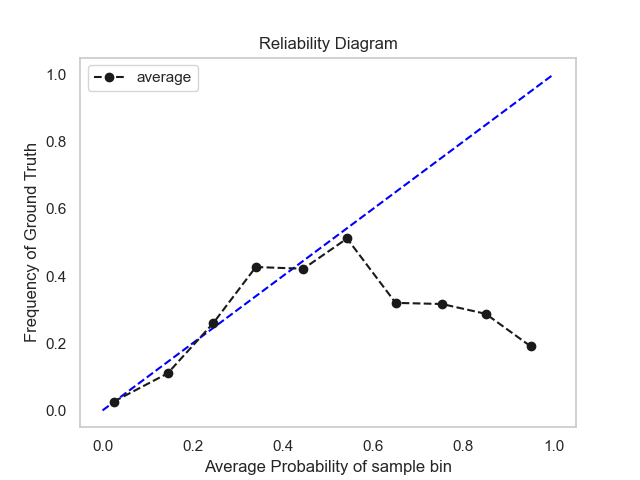 Reliability Diagram
average
1.0
0.8
0.6
0.4
0.2
0.0
Frequency of Ground Truth
0.0 0.2 0.4 0.6 0.8 1.0
Average Probability of sample bin